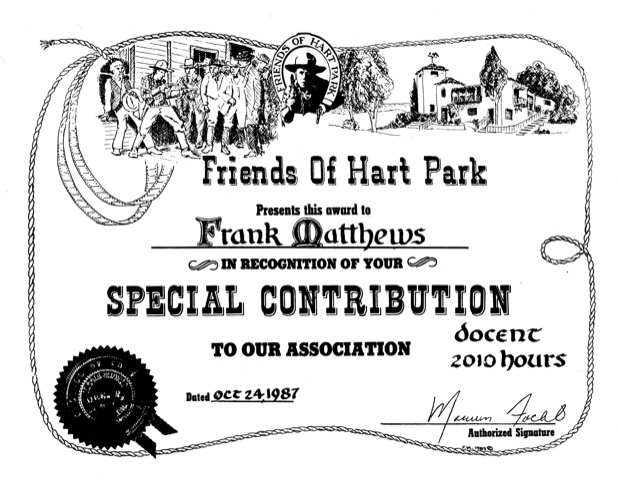 FRIENDS OF HART PARK
Friends Of Hart Park
Presents this award to
Frank Matthews
IN RECOGNITION OF YOUR
SPECIAL CONTRIBUTION
TO OUR ASSOCIATION
docent
2010 hours
Dated Oct 24, 1987
Authorized Signature